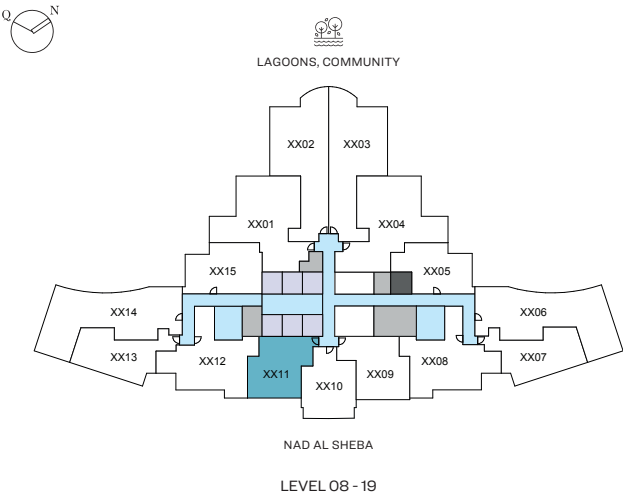 Q N
LAGOONS, COMMUNITY
XX02 XX03
XX01 XX04
XX15 XX05
XX14 XX06
XX13 XX12 XX08 XX07
XX11 XX10 XX09
NAD AL SHEBA
LEVEL 08 - 19